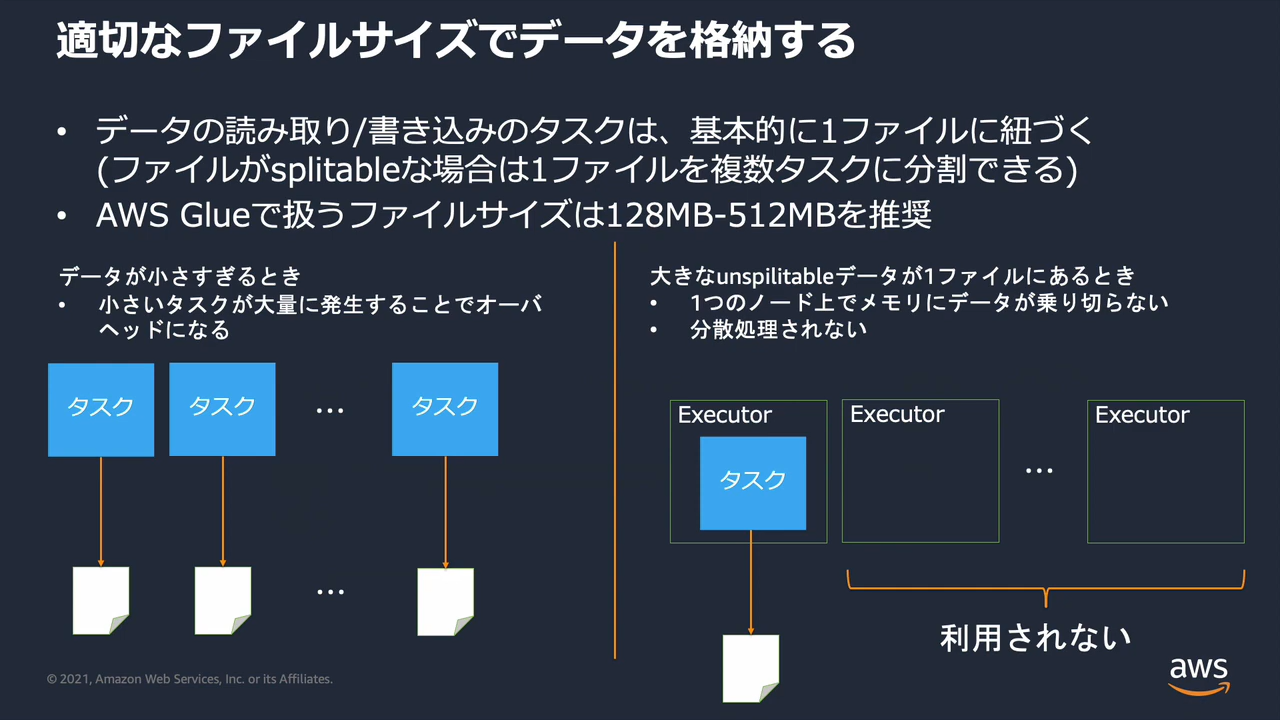 適切なファイルサイズでデータを格納する
• データの読み取り/書き込みのタスクは、基本的に1ファイルに紐づく
(ファイルがsplitableな場合は1ファイルを複数タスクに分割できる)
• AWS Glueで扱うファイルサイズは128MB-512MBを推奨
データが小さすぎるとき
• 小さいタスクが大量に発生することでオーバ
ヘッドになる
タスク
タスク
...
タスク
...
大きなunspilitableデータが1ファイルにあるとき
• 1つのノード上でメモリにデータが乗り切らない
• 分散処理されない
Executor
タスク
Executor
...
Executor
利用されない
© 2021, Amazon Web Services, Inc. or its Affiliates.
aws